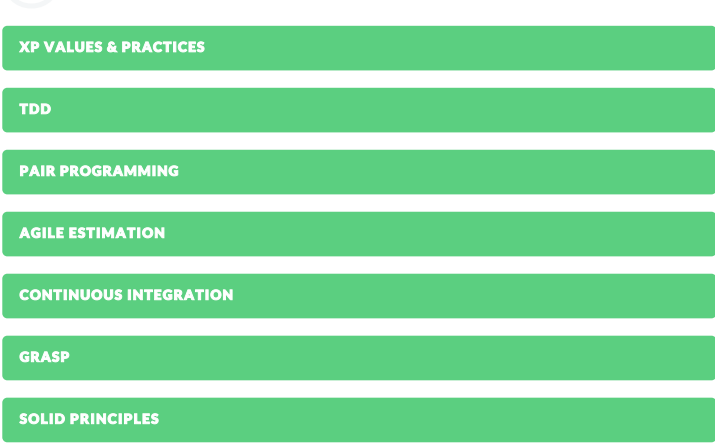 XP VALUES & PRACTICES
TDD
PAIR PROGRAMMING
AGILE ESTIMATION
CONTINUOUS INTEGRATION
GRASP
SOLID PRINCIPLES